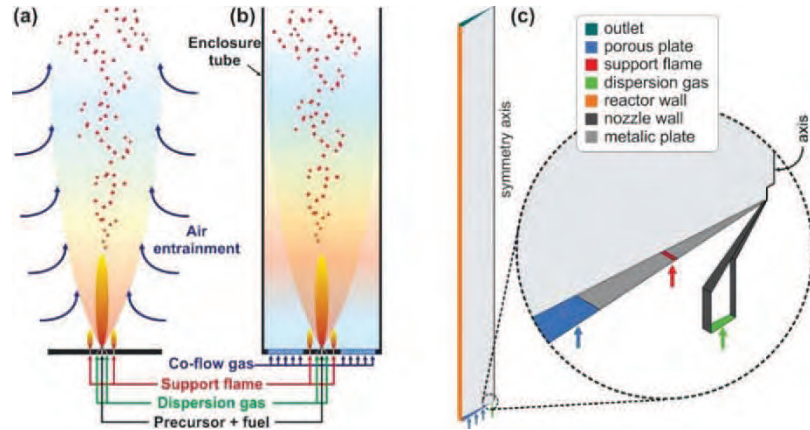 (a)
(b)
Enclosure
tube
Air
entrainment
Co-flow gas
Support flame
Dispersion gas
Precursor + fuel
(c)
outlet
porous plate
support flame
dispersion gas
reactor wall
nozzle wall
metalic plate
symmetry axis
axis